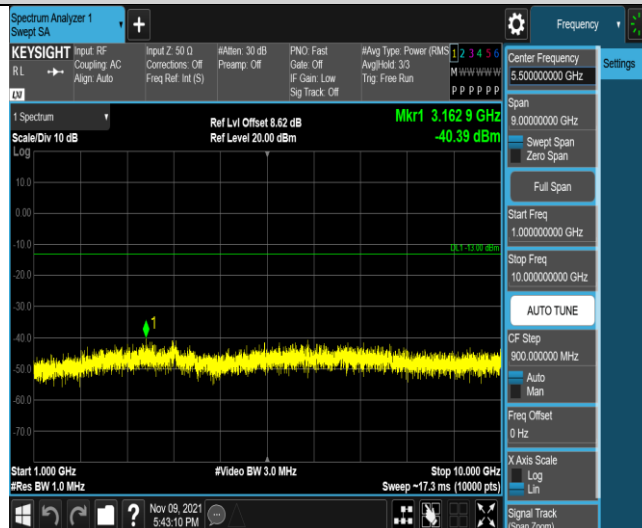 Spectrum Analyzer 1
Swept SA
Frequency
KEYSIGHT
RL
LXI
Input: RF
Coupling: AC
Align: Auto
Input Z: 50 Ω
Corrections: Off
Freq Ref: Int (S)
#Atten: 30 dB
Preamp: Off
PNO: Fast
Gate: Off
IF Gain: Low
Sig Track: Off
#Avg Type: Power (RMS
Avg|Hold: 3/3
Trig: Free Run
1 2 3 4 5 6
M W W W W W
P P P P P P
1 Spectrum
Scale/Div 10 dB
Log
Ref Lvl Offset 8.62 dB
Ref Level 20.00 dBm
Mkr1 3.162 9 GHz
-40.39 dBm
10.0
0.00
-10.0
-20.0
-30.0
-40.0
-50.0
-60.0
-70.0
DL1 -13.00 dBm
1
Start 1.000 GHz
#Res BW 1.0 MHz
#Video BW 3.0 MHz
Stop 10.000 GHz
Sweep ~17.3 ms (10000 pts)
?
Nov 09, 2021
5:43:10 PM
Center Frequency
5.500000000 GHz
Settings
Span
9.00000000 GHz
Swept Span
Zero Span
Full Span
Start Freq
1.000000000 GHz
Stop Freq
10.000000000 GHz
AUTO TUNE
CF Step
900.000000 MHz
Auto
Man
Freq Offset
0 Hz
X Axis Scale
Log
Lin
Signal Track
(Span Zoom)